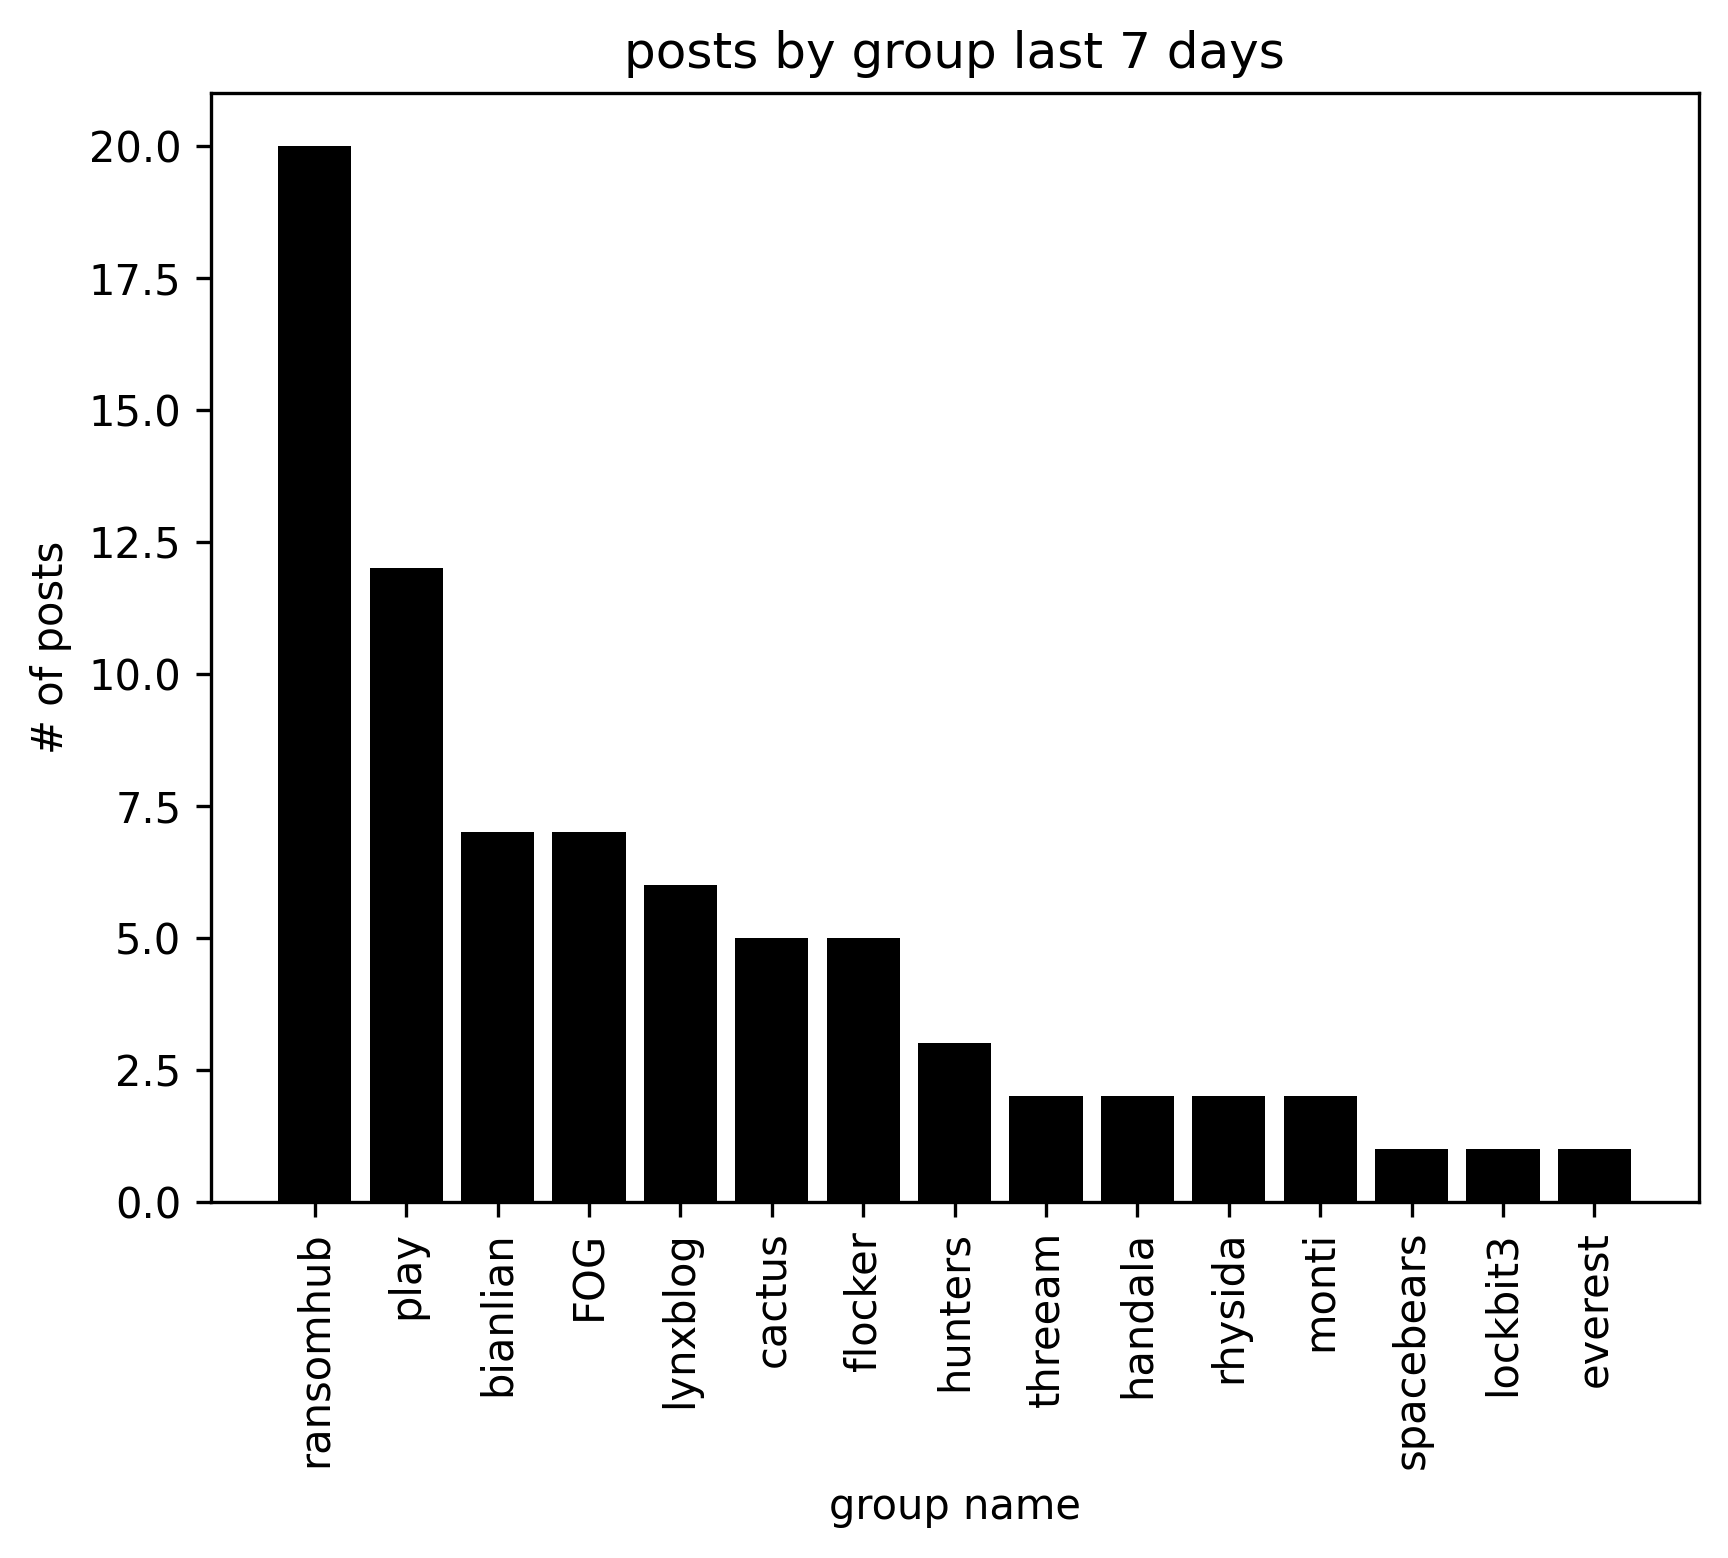 posts by group last 7 days
# of posts
20.0
17.5
15.0
12.5
10.0
7.5
5.0
2.5
0.0
ransomhub
play
bianlian
FOG
lynxblog
cactus
flocker
hunters
threeam
handala
rhysida
monti
spacebears
lockbit3
everest
group name